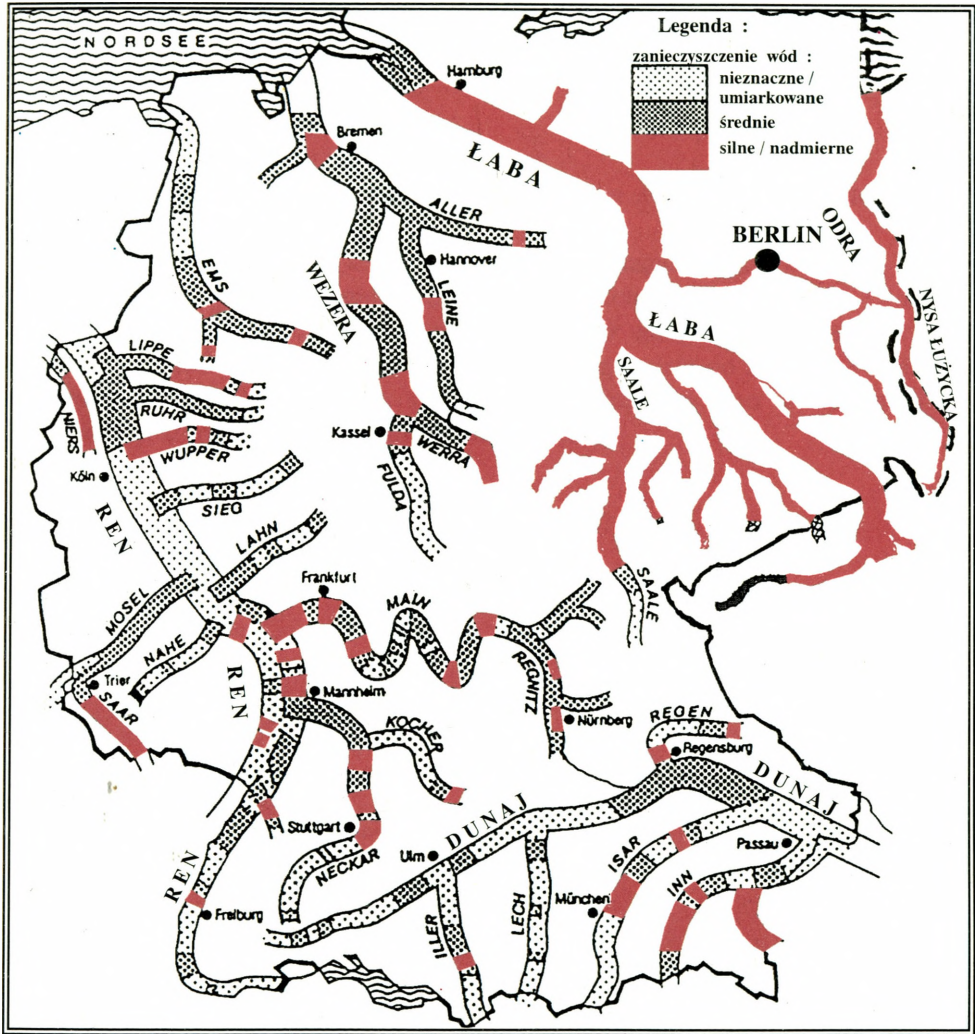 NORDSEE
Legenda :
zanieczyszczenie wód :
nieznaczne /
umiarkowane
średnie
silne / nadmierne
Hamburg
Bremen
ŁABA
ALLER
Hannover
BERLIN
ODRA
EMS
WEZERA
LEINE
NYSA ŁUŻYCKA
ŁABA
LIPPE
SAALE
RUHR
NIERS
WUPPER
Kassel
WERRA
Köln
FULDA
SIEG
REN
LAHN
Frankfurt
MAIN
SAALE
MOSEL
NAHE
REN
REGNITZ
Trier
SAAR
Mannheim
KOCHER
Nürnberg
REGEN
Regensburg
DUNAJ
DUNAJ
Stuttgart
NECKAR
Ulm
ISAR
Passau
REN
INN
LECH
München
ILLER
Freiburg